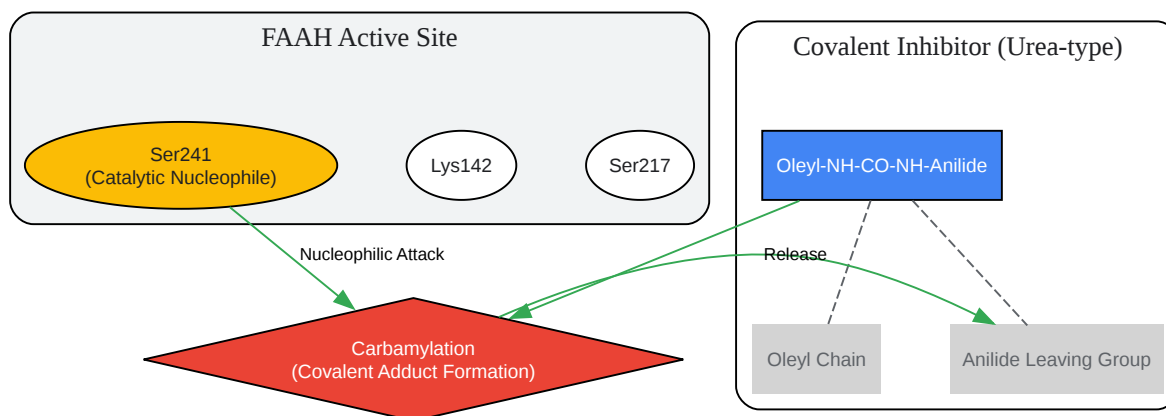 FAAH Active Site
Covalent Inhibitor (Urea-type)
Ser241
(Catalytic Nucleophile)
Lys142
Ser217
Oleyl-NH-CO-NH-Anilide
Nucleophilic Attack
Release
Carbamylation
(Covalent Adduct Formation)
Oleyl Chain
Anilide Leaving Group